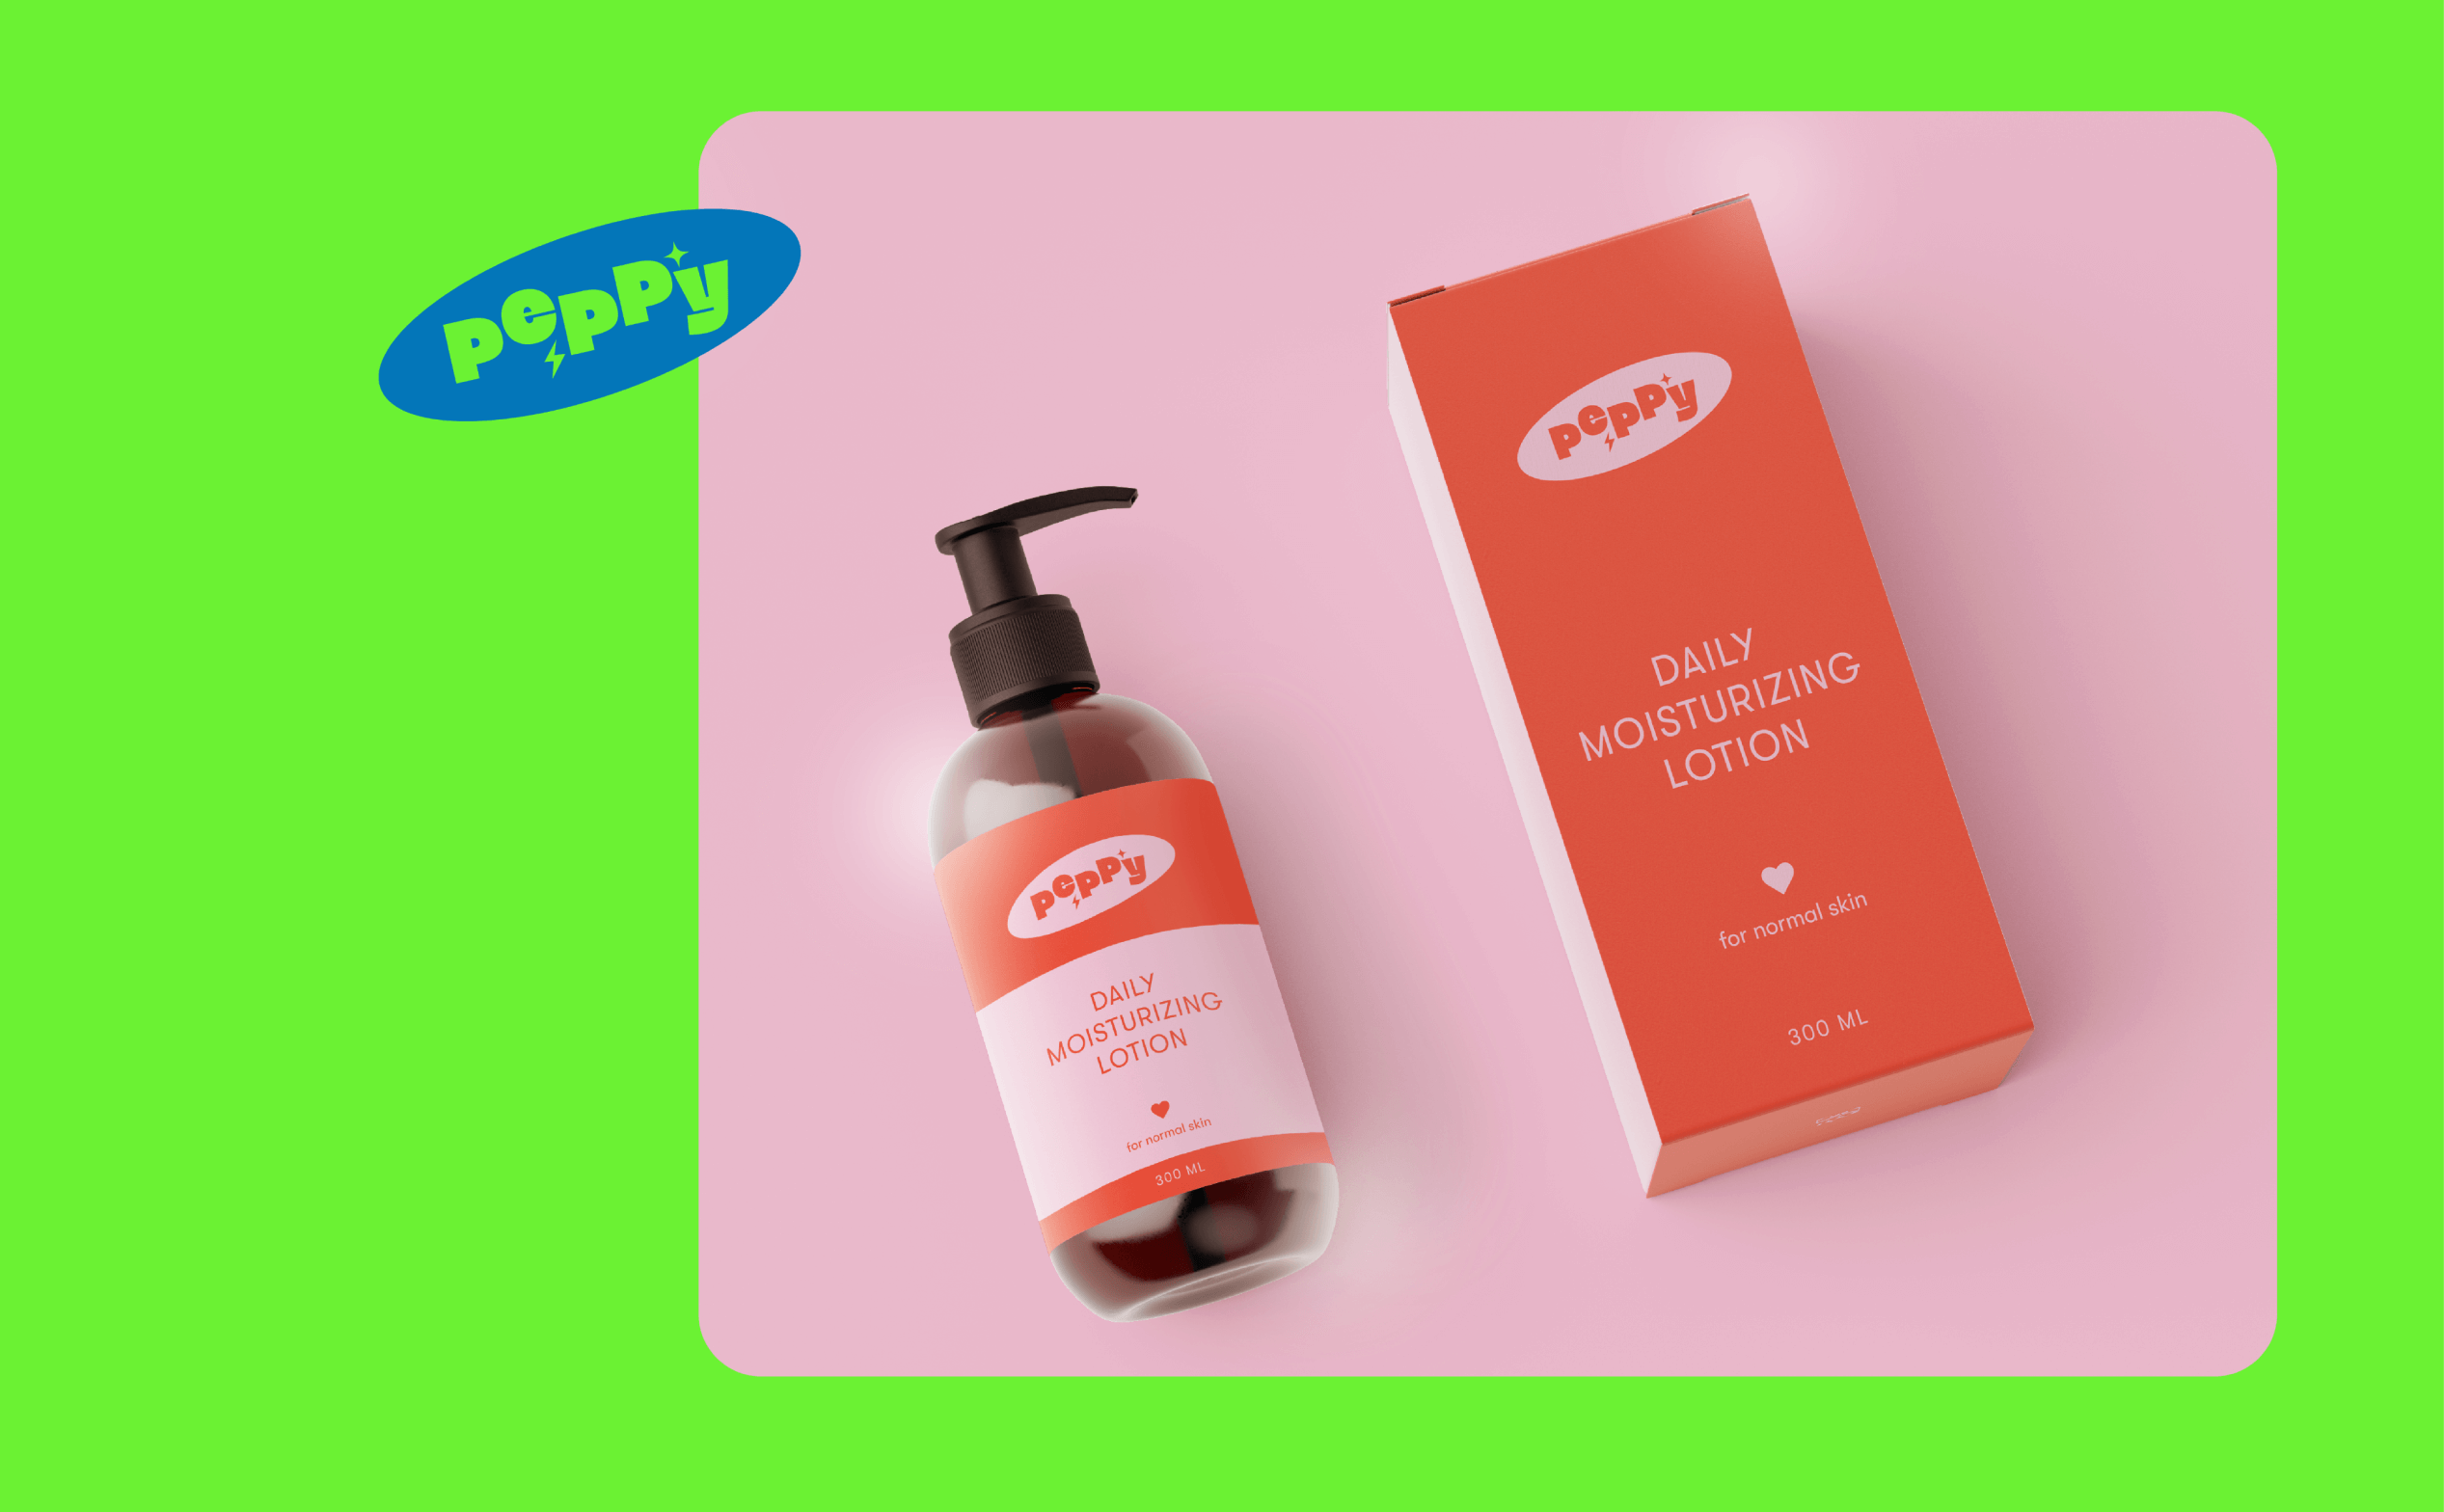 pepPy
pepPy
DAILY
MOISTURIZING
LOTION
for normal skin
300 ML
pepPy
DAILY
MOISTURIZING
LOTION
for normal skin
300 ML